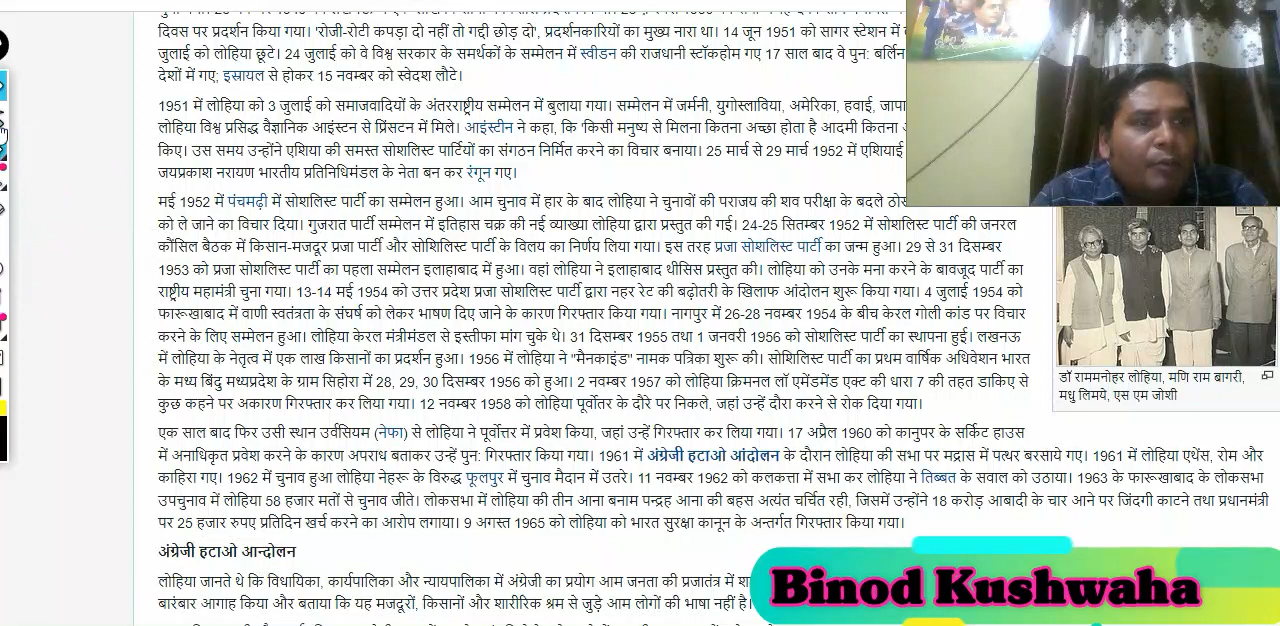 दिवस पर प्रदर्शन किया गया। 'रोजी-रोटी कपड़ा दो नहीं तो गद्दी छोड़ दो', प्रदर्शनकारियों का मुख्य नारा था। 14 जून 1951 को सागर स्टेशन में
जुलाई को लोहिया छूटे। 24 जुलाई को वे विश्व सरकार के समर्थकों के सम्मेलन में स्वीडन की राजधानी स्टॉकहोम गए 17 साल बाद वे पुन: बर्लिन
देशों में गए; इस्रायल से होकर 15 नवम्बर को स्वदेश लौटे।
1951 में लोहिया को 3 जुलाई को समाजवादियों के अंतरराष्ट्रीय सम्मेलन में बुलाया गया। सम्मेलन में जर्मनी, युगोस्लाविया, अमेरिका, हवाई, जापा
लोहिया विश्व प्रसिद्ध वैज्ञानिक आइंस्टन से प्रिंसटन में मिले। आइंस्टीन ने कहा, कि 'किसी मनुष्य से मिलना कितना अच्छा होता है आदमी कितना
किए। उस समय उन्होंने एशिया की समस्त सोशलिस्ट पार्टियों का संगठन निर्मित करने का विचार बनाया। 25 मार्च से 29 मार्च 1952 में एशियाई
जयप्रकाश नारायण भारतीय प्रतिनिधिमंडल के नेता बन कर रंगून गए।
मई 1952 में पंचमढ़ी में सोशलिस्ट पार्टी का सम्मेलन हुआ। आम चुनाव में हार के बाद लोहिया ने चुनावों की पराजय की शव परीक्षा के बदले ठोस
को ले जाने का विचार दिया। गुजरात पार्टी सम्मेलन में इतिहास चक्र की नई व्याख्या लोहिया द्वारा प्रस्तुत की गई। 24-25 सितम्बर 1952 में सोशलिस्ट पार्टी की जनरल
कौंसिल बैठक में किसान-मजदूर प्रजा पार्टी और सोशिलिस्ट पार्टी के विलय का निर्णय लिया गया। इस तरह प्रजा सोशलिस्ट पार्टी का जन्म हुआ। 29 से 31 दिसम्बर
1953 को प्रजा सोशलिस्ट पार्टी का पहला सम्मेलन इलाहाबाद में हुआ। वहां लोहिया ने इलाहाबाद थीसिस प्रस्तुत की। लोहिया को उनके मना करने के बावजूद पार्टी का
राष्ट्रीय महामंत्री चुना गया। 13-14 मई 1954 को उत्तर प्रदेश प्रजा सोशलिस्ट पार्टी द्वारा नहर रेट की बढ़ोतरी के खिलाफ आंदोलन शुरू किया गया। 4 जुलाई 1954 को
फारूखाबाद में वाणी स्वतंत्रता के संघर्ष को लेकर भाषण दिए जाने के कारण गिरफ्तार किया गया। नागपुर में 26-28 नवम्बर 1954 के बीच केरल गोली कांड पर विचार
करने के लिए सम्मेलन हुआ। लोहिया केरल मंत्रीमंडल से इस्तीफा मांग चुके थे। 31 दिसम्बर 1955 तथा 1 जनवरी 1956 को सोशलिस्ट पार्टी का स्थापना हुई। लखनऊ
में लोहिया के नेतृत्व में एक लाख किसानों का प्रदर्शन हुआ। 1956 में लोहिया ने "मैनकाइंड" नामक पत्रिका शुरू की। सोशिलिस्ट पार्टी का प्रथम वार्षिक अधिवेशन भारत
के मध्य बिंदु मध्यप्रदेश के ग्राम सिहोरा में 28, 29, 30 दिसम्बर 1956 को हुआ। 2 नवम्बर 1957 को लोहिया क्रिमनल लॉ एमेंडमेंड एक्ट की धारा 7 की तहत डाकिए से
कुछ कहने पर अकारण गिरफ्तार कर लिया गया। 12 नवम्बर 1958 को लोहिया पूर्वोतर के दौरे पर निकले, जहां उन्हें दौरा करने से रोक दिया गया।
डॉ राममनोहर लोहिया, मणि राम बागरी,
मधु लिमये, एस एम जोशी
एक साल बाद फिर उसी स्थान उर्वसियम (नेफा) से लोहिया ने पूर्वोत्तर में प्रवेश किया, जहां उन्हें गिरफ्तार कर लिया गया। 17 अप्रैल 1960 को कानुपर के सर्किट हाउस
में अनाधिकृत प्रवेश करने के कारण अपराध बताकर उन्हें पुन: गिरफ्तार किया गया। 1961 में अंग्रेजी हटाओ आंदोलन के दौरान लोहिया की सभा पर मद्रास में पत्थर बरसाये गए। 1961 में लोहिया एथेंस, रोम और
काहिरा गए। 1962 में चुनाव हुआ लोहिया नेहरू के विरुद्ध फूलपुर में चुनाव मैदान में उतरे। 11 नवम्बर 1962 को कलकत्ता में सभा कर लोहिया ने तिब्बत के सवाल को उठाया। 1963 के फारूखाबाद के लोकसभा
उपचुनाव में लोहिया 58 हजार मतों से चुनाव जीते। लोकसभा में लोहिया की तीन आना बनाम पन्द्रह आना की बहस अत्यंत चर्चित रही, जिसमें उन्होंने 18 करोड़ आबादी के चार आने पर जिंदगी काटने तथा प्रधानमंत्री
पर 25 हजार रुपए प्रतिदिन खर्च करने का आरोप लगाया। 9 अगस्त 1965 को लोहिया को भारत सुरक्षा कानून के अन्तर्गत गिरफ्तार किया गया।
अंग्रेजी हटाओ आन्दोलन
लोहिया जानते थे कि विधायिका, कार्यपालिका और न्यायपालिका में अंग्रेजी का प्रयोग आम जनता की प्रजातंत्र में
बारंबार आगाह किया और बताया कि यह मजदूरों, किसानों और शारीरिक श्रम से जुड़े आम लोगों की भाषा नहीं है।
Binod Kushwaha